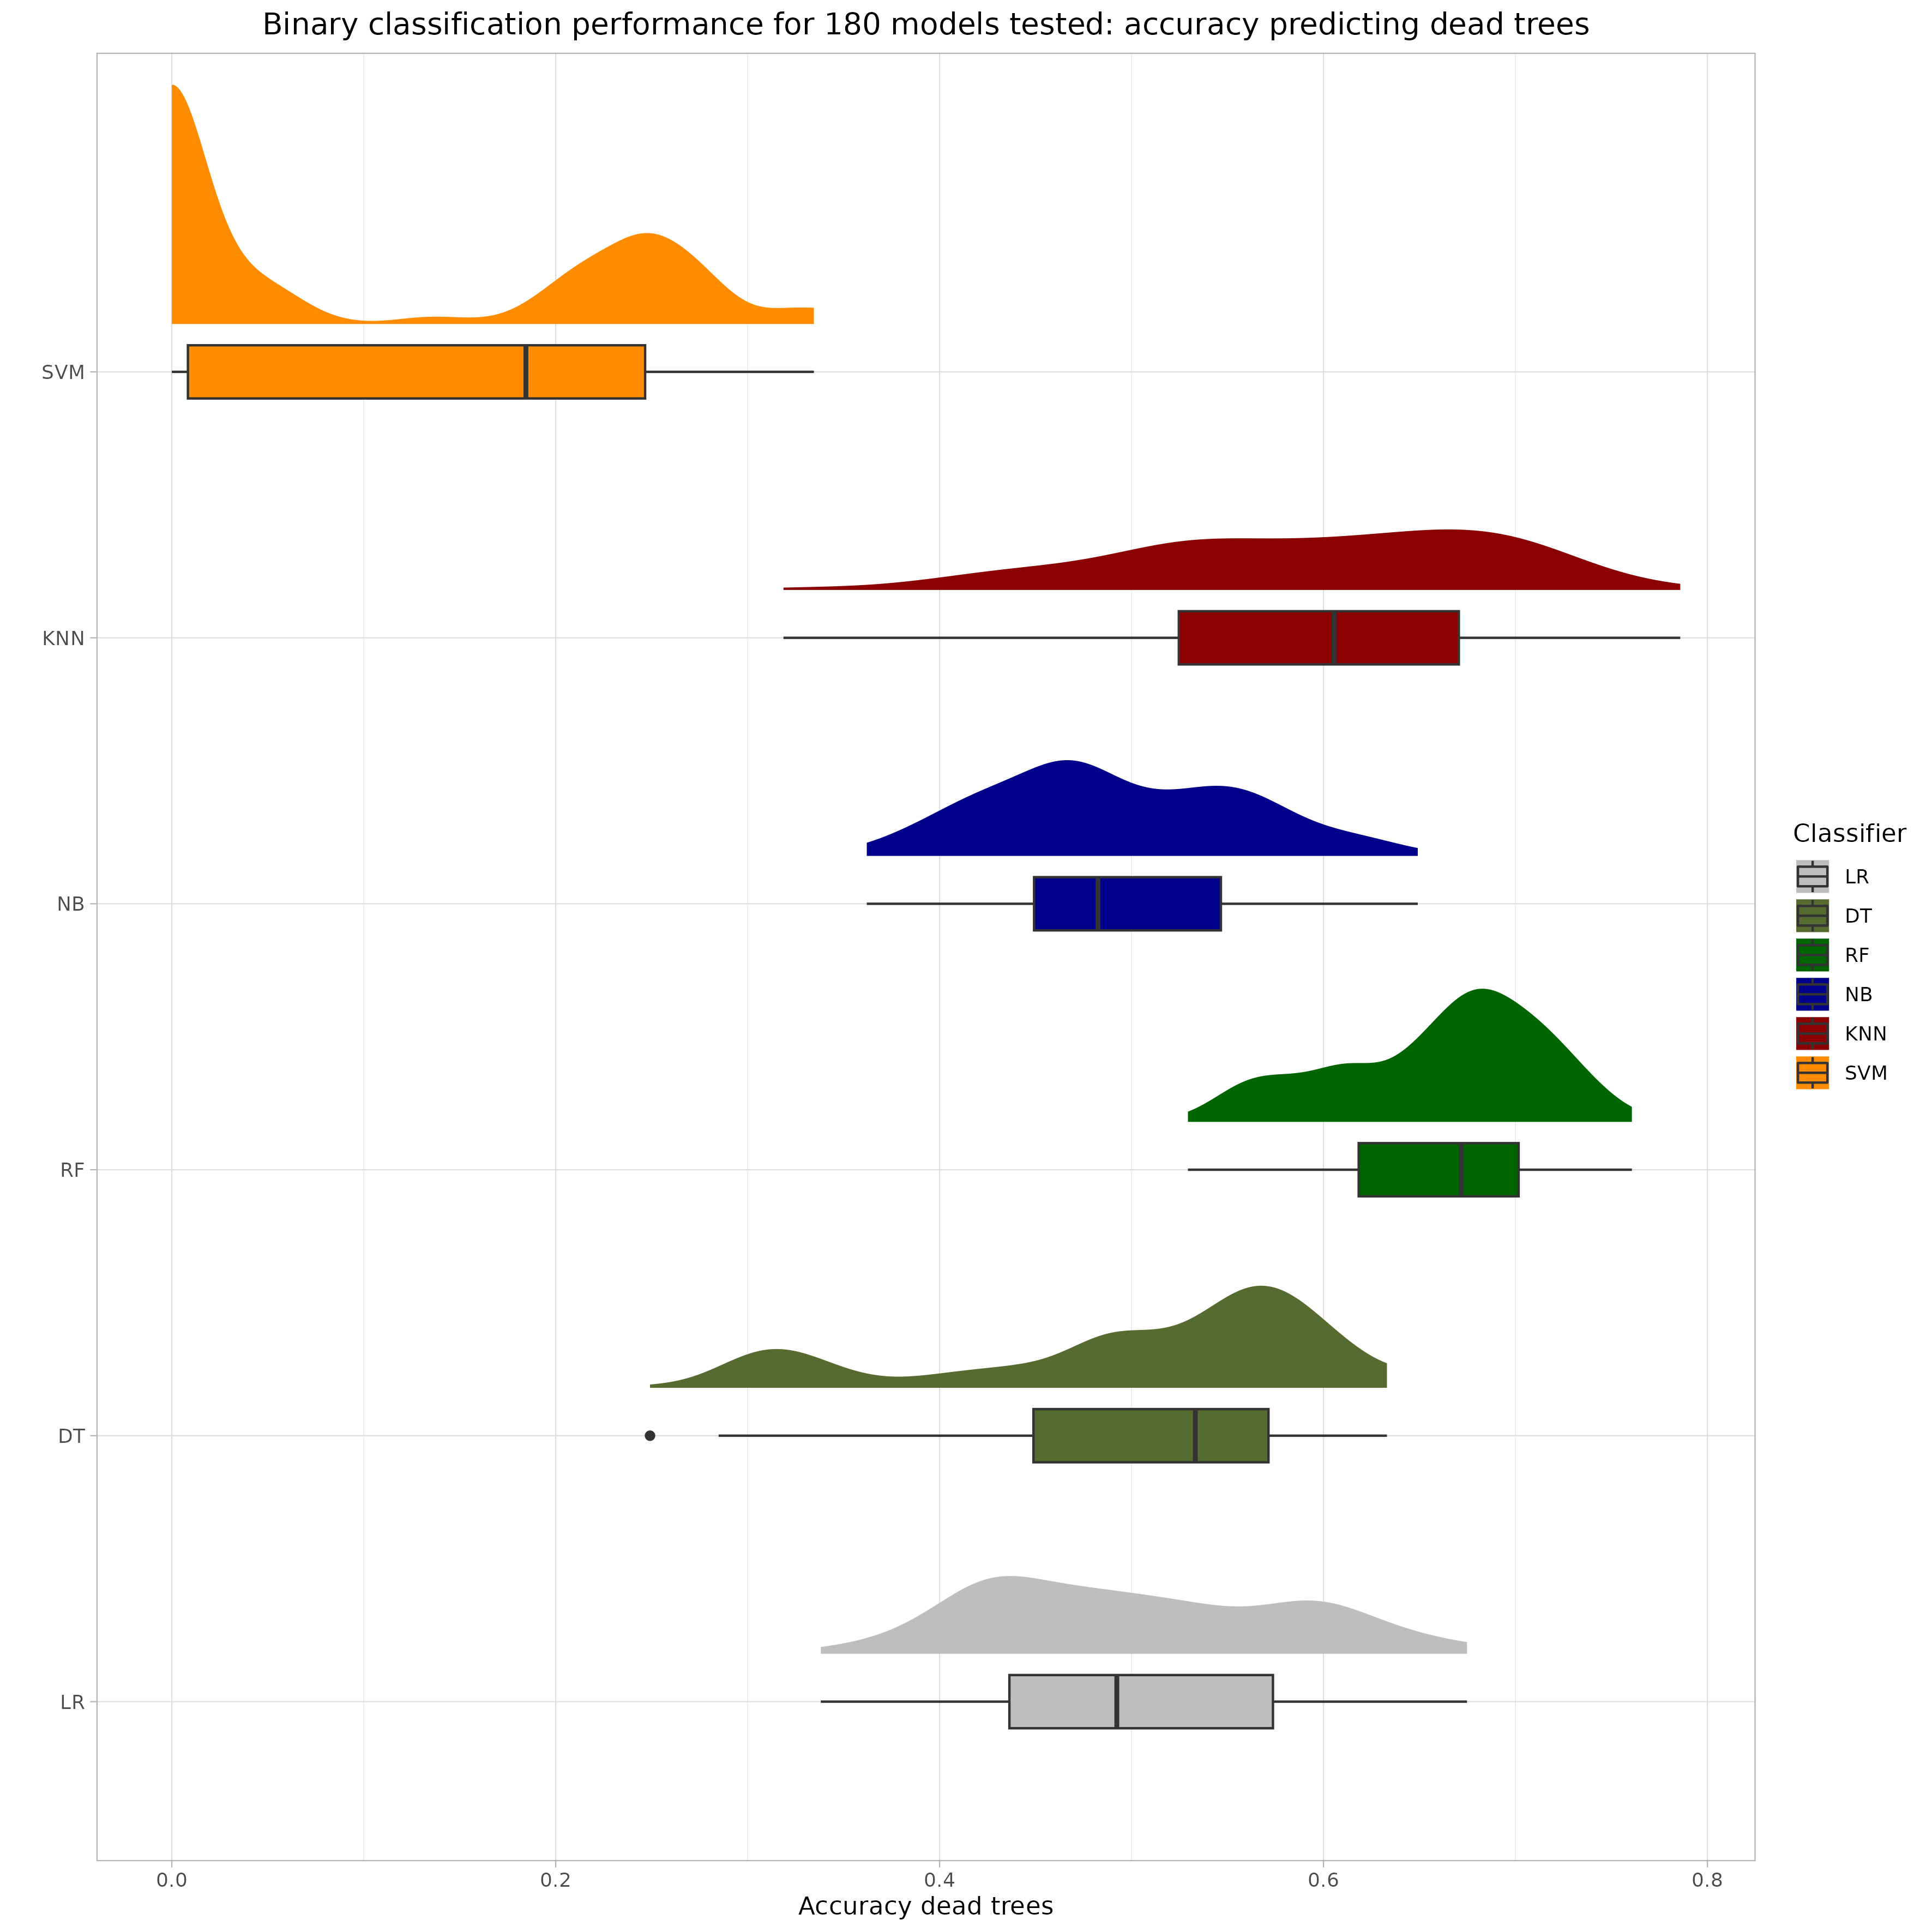 Binary classification performance for 180 models tested: accuracy predicting dead trees
SVM
KNN
NB
RF
DT
LR
0.0 0.2 0.4 0.6 0.8
Accuracy dead trees
Classifier
LR
DT
RF
NB
KNN
SVM